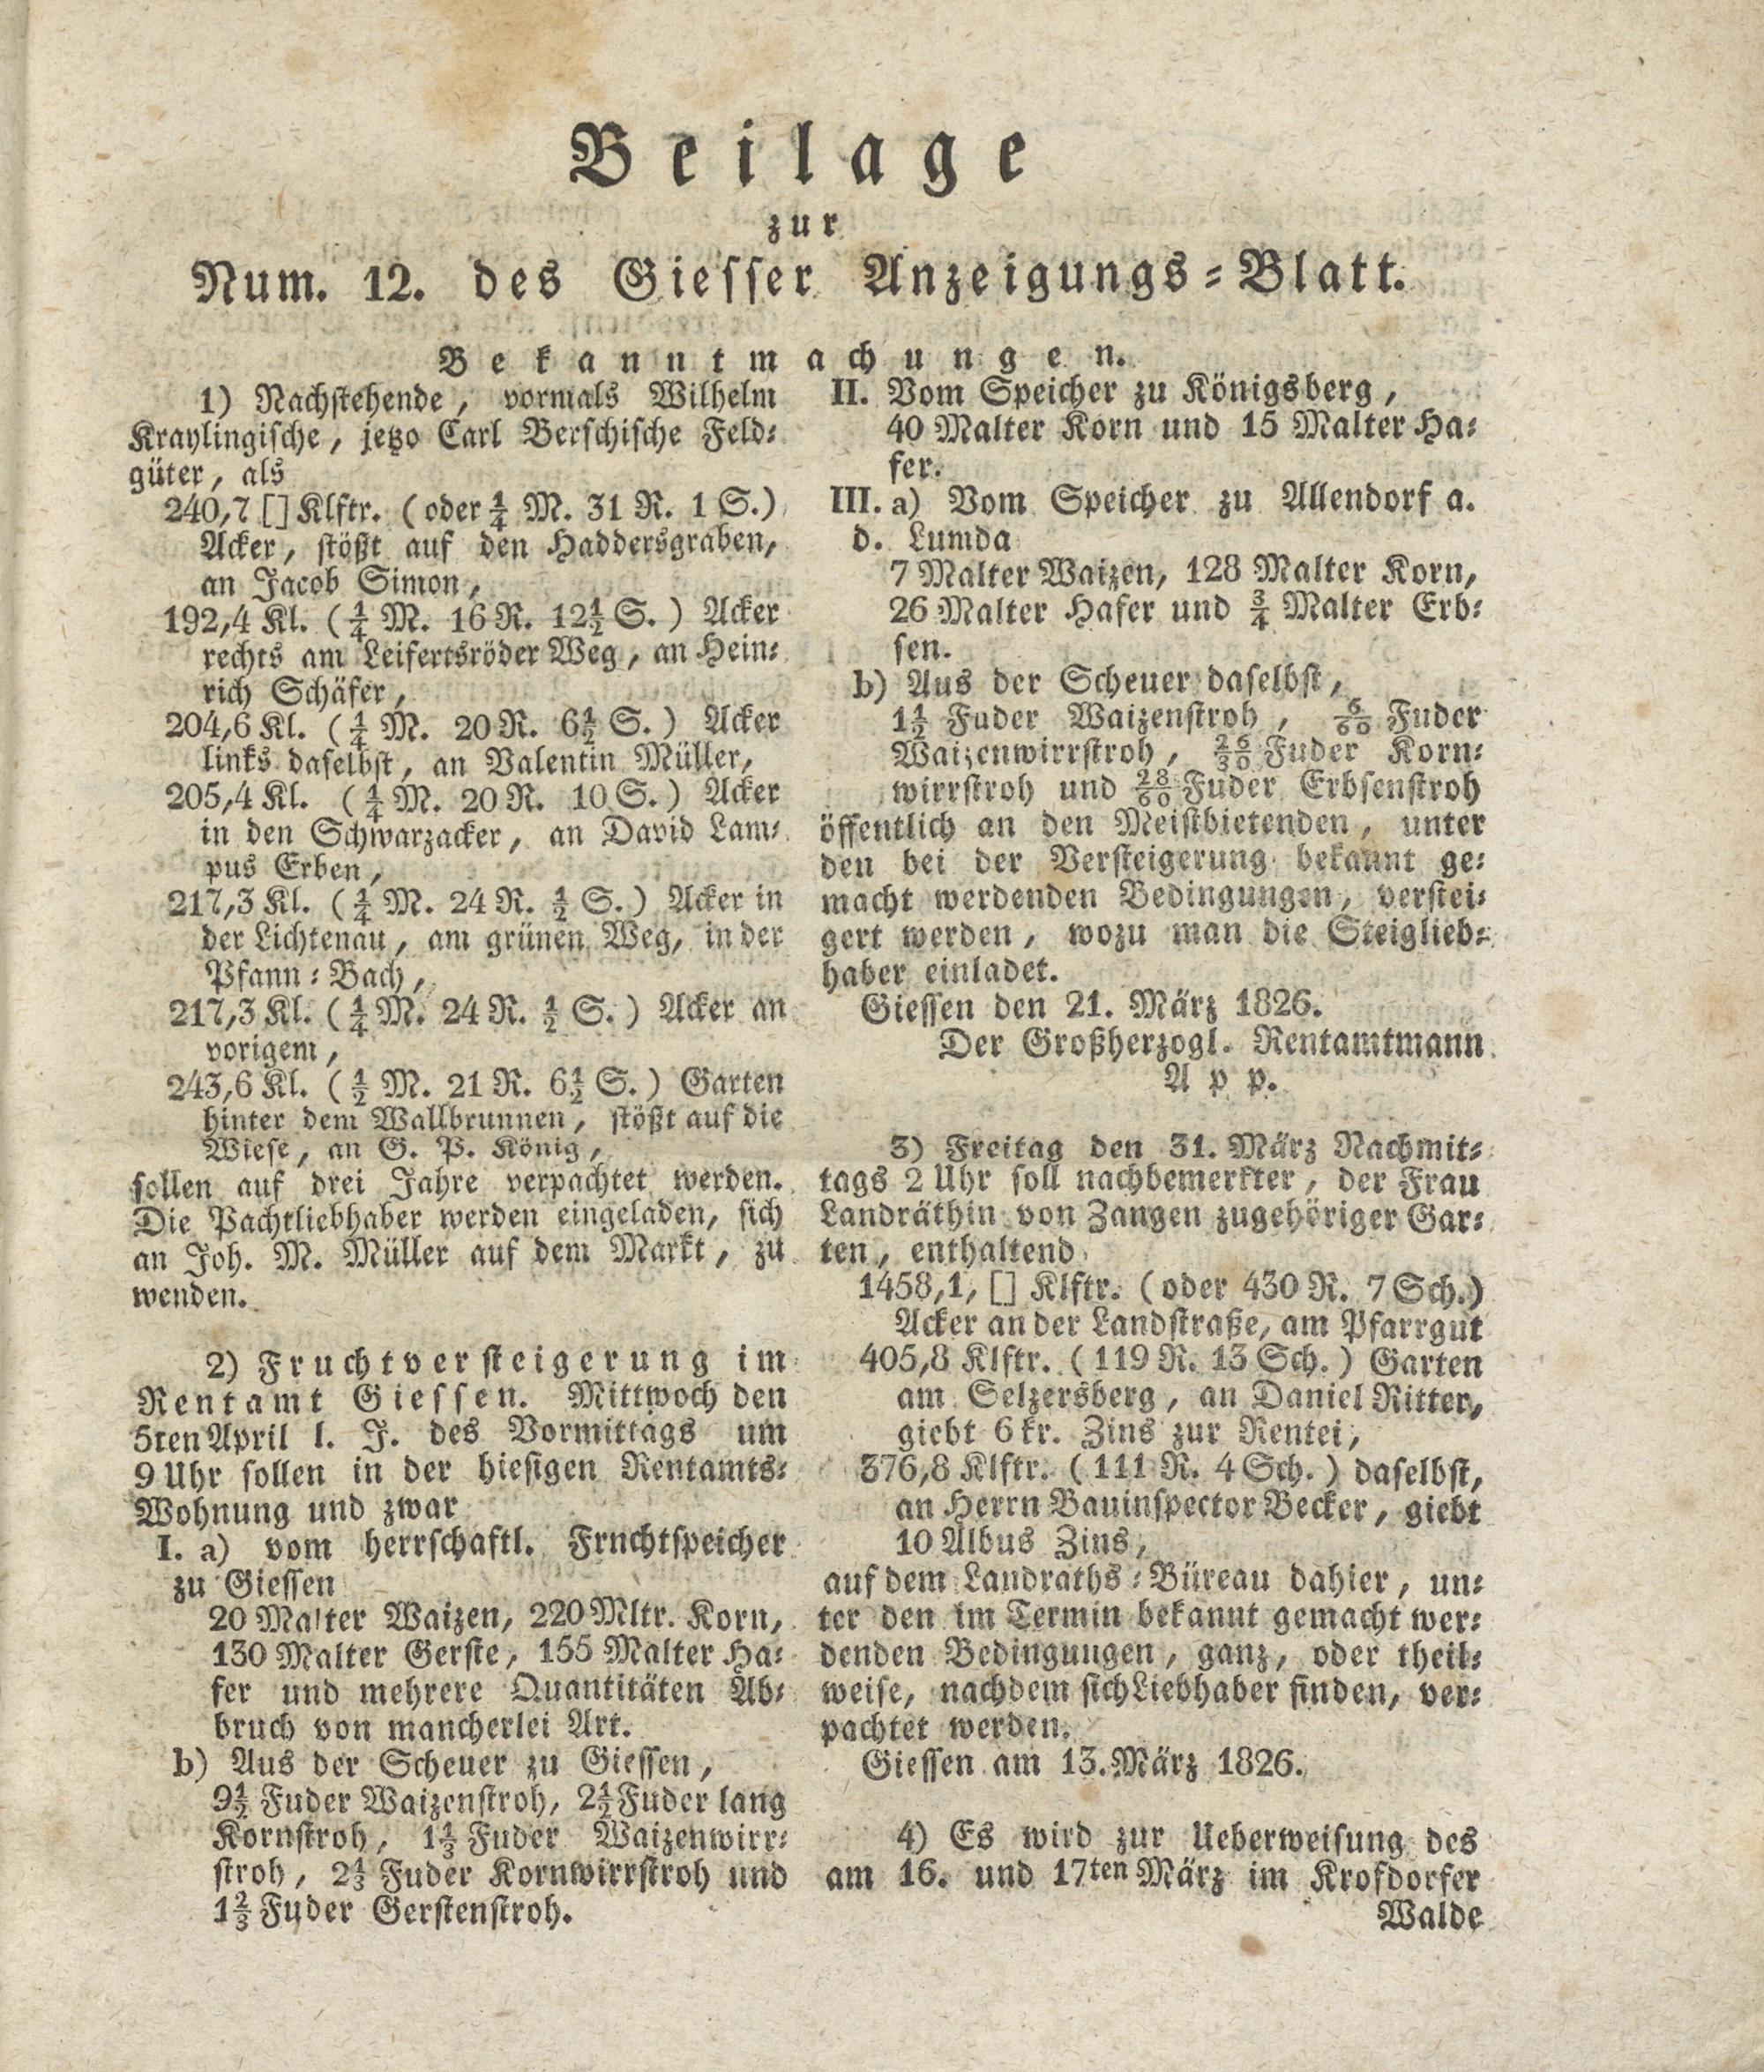 Beilage
zur
Num. 12. des Giesser Anzeigungs-Blatt.
Bekanntmachungen.
1) Nachstehende, vormals Wilhelm
Kraylingische, jetzo Carl Berschische Feld-
güter, als
240,7 [] Klftr. (oder ¼ M. 31 R. 1 S.)
Acker, stößt auf den Haddersgraben,
an Jacob Simon,
192,4 Kl. (¼ M. 16 R. 12½ S.) Acker
rechts am Leifertsröder Weg, an Hein-
rich Schäfer,
204,6 Kl. (¼ M. 20 R. 6½ S.) Acker
links daselbst, an Valentin Müller,
205,4 Kl. (¼ M. 20 R. 10 S.) Acker
in den Schwarzacker, an David Lam-
pus Erben,
217,3 Kl. (¼ M. 24 R. ½ S.) Acker in
der Lichtenau, am grünen Weg, in der
Pfann-Bach,
217,3 Kl. (¼ M. 24 R. ½ S.) Acker an
vorigem,
243,6 Kl. (½ M. 21 R. 6½ S.) Garten
hinter dem Wallbrunnen, stößt auf die
Wiese, an G. P. König,
sollen auf drei Jahre verpachtet werden.
Die Pachtliebhaber werden eingeladen, sich
an Joh. M. Müller auf dem Markt, zu
wenden.
2) Fruchtversteigerung im
Rentamt Giessen. Mittwoch den
5ten April l. J. des Vormittags um
9 Uhr sollen in der hiesigen Rentamts-
Wohnung und zwar
I. a) vom herrschaftl. Frnchtspeicher
zu Giessen
20 Malter Waizen, 220 Mltr. Korn,
130 Malter Gerste, 155 Malter Ha-
fer und mehrere Quantitäten Ab-
bruch von mancherlei Art.
b) Aus der Scheuer zu Giessen,
9½ Fuder Waizenstroh, 2½ Fuder lang
Kornstroh, 1⅓ Fuder Waizenwirr-
stroh, 2⅓ Fuder Kornwirrstroh und
1⅔ Fuder Gerstenstroh.
II. Vom Speicher zu Königsberg,
40 Malter Korn und 15 Malter Ha-
fer.
III. a) Vom Speicher zu Allendorf a.
d. Lumda
7 Malter Waizen, 128 Malter Korn,
26 Malter Hafer und ¾ Malter Erb-
sen.
b) Aus der Scheuer daselbst,
1½ Fuder Waizenstroh, 6/60 Fuder
Waizenwirrstroh, 26/30 Fuder Korn-
wirrstroh und 28/60 Fuder Erbsenstroh
öffentlich an den Meistbietenden, unter
den bei der Versteigerung bekannt ge-
macht werdenden Bedingungen, verstei-
gert werden, wozu man die Steiglieb-
haber einladet.
Giessen den 21. März 1826.
Der Großherzogl. Rentamtmann
App.
3) Freitag den 31. März Nachmit-
tags 2 Uhr soll nachbemerkter, der Frau
Landräthin von Zangen zugehöriger Gar-
ten, enthaltend
1458,1, [] Klftr. (oder 430 R. 7 Sch.)
Acker an der Landstraße, am Pfarrgut
405,8 Klftr. (119 R. 13 Sch.) Garten
am Selzersberg, an Daniel Ritter,
giebt 6 kr. Zins zur Rentei,
376,8 Klftr. (111 R. 4 Sch.) daselbst,
an Herrn Bauinspector Becker, giebt
10 Albus Zins,
auf dem Landraths-Büreau dahier, un-
ter den im Termin bekannt gemacht wer-
denden Bedingungen, ganz, oder theil-
weise, nachdem sich Liebhaber finden, ver-
pachtet werden.
Giessen am 13. März 1826.
4) Es wird zur Ueberweisung des
am 16. und 17ten März im Krofdorfer
Walde